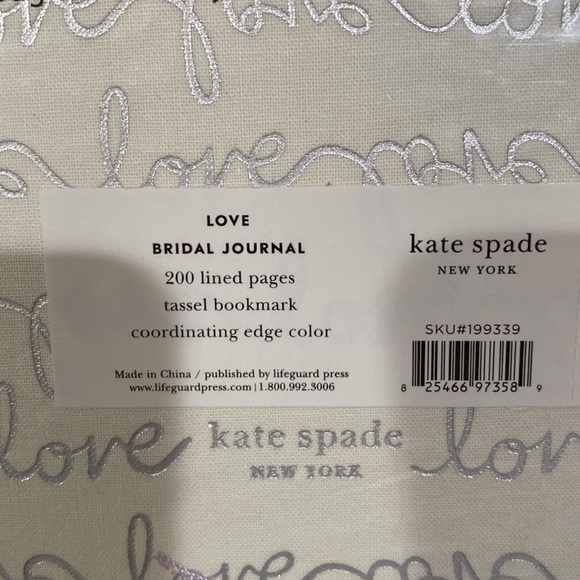 love
love
LOVE
BRIDAL JOURNAL
200 lined pages
tassel bookmark
coordinating edge color
Made in China / published by lifeguard press
www.lifeguardpress.com | 1.800.992.3006
kate spade
NEW YORK
SKU#199339
8 25466 97358 9
love kate spade lov
NEW YORK
love